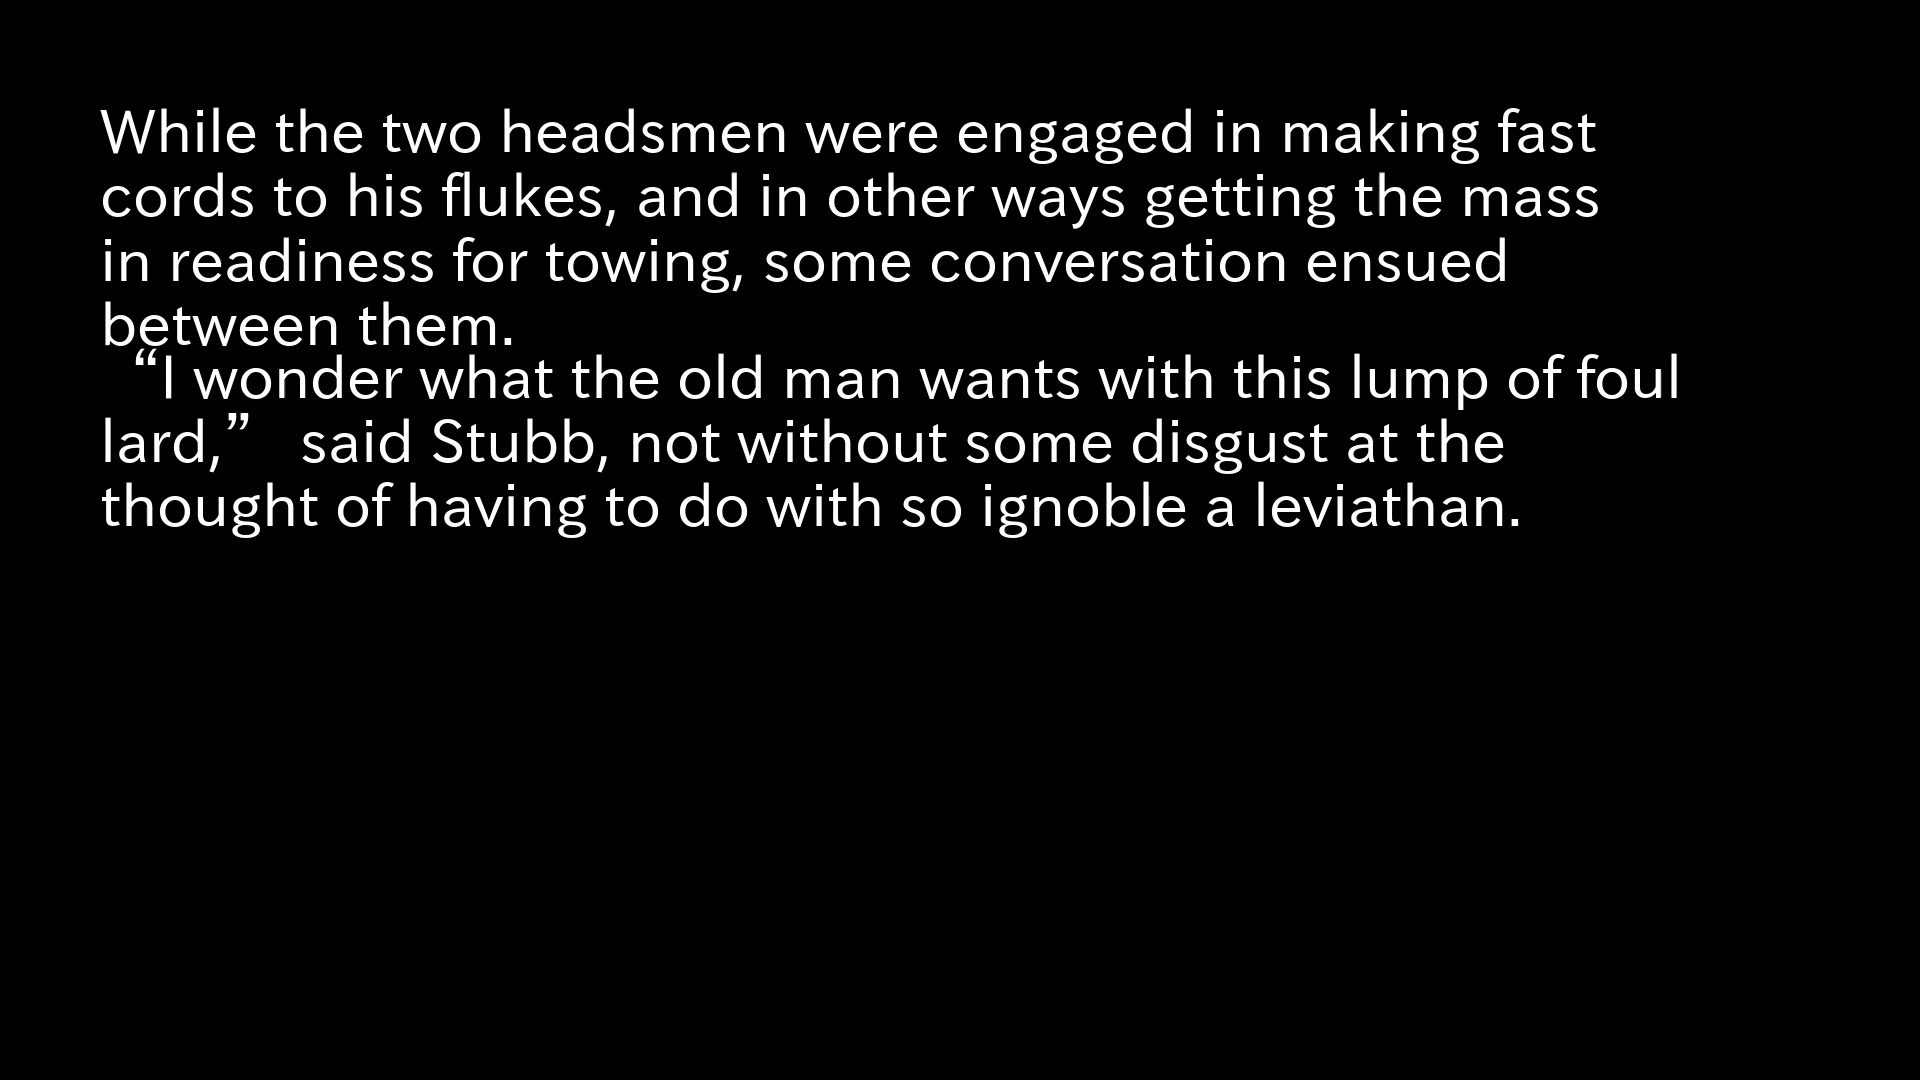 While the two headsmen were engaged in making fast
cords to his flukes, and in other ways getting the mass
in readiness for towing, some conversation ensued
between them.
“I wonder what the old man wants with this lump of foul
lard,” said Stubb, not without some disgust at the
thought of having to do with so ignoble a leviathan.